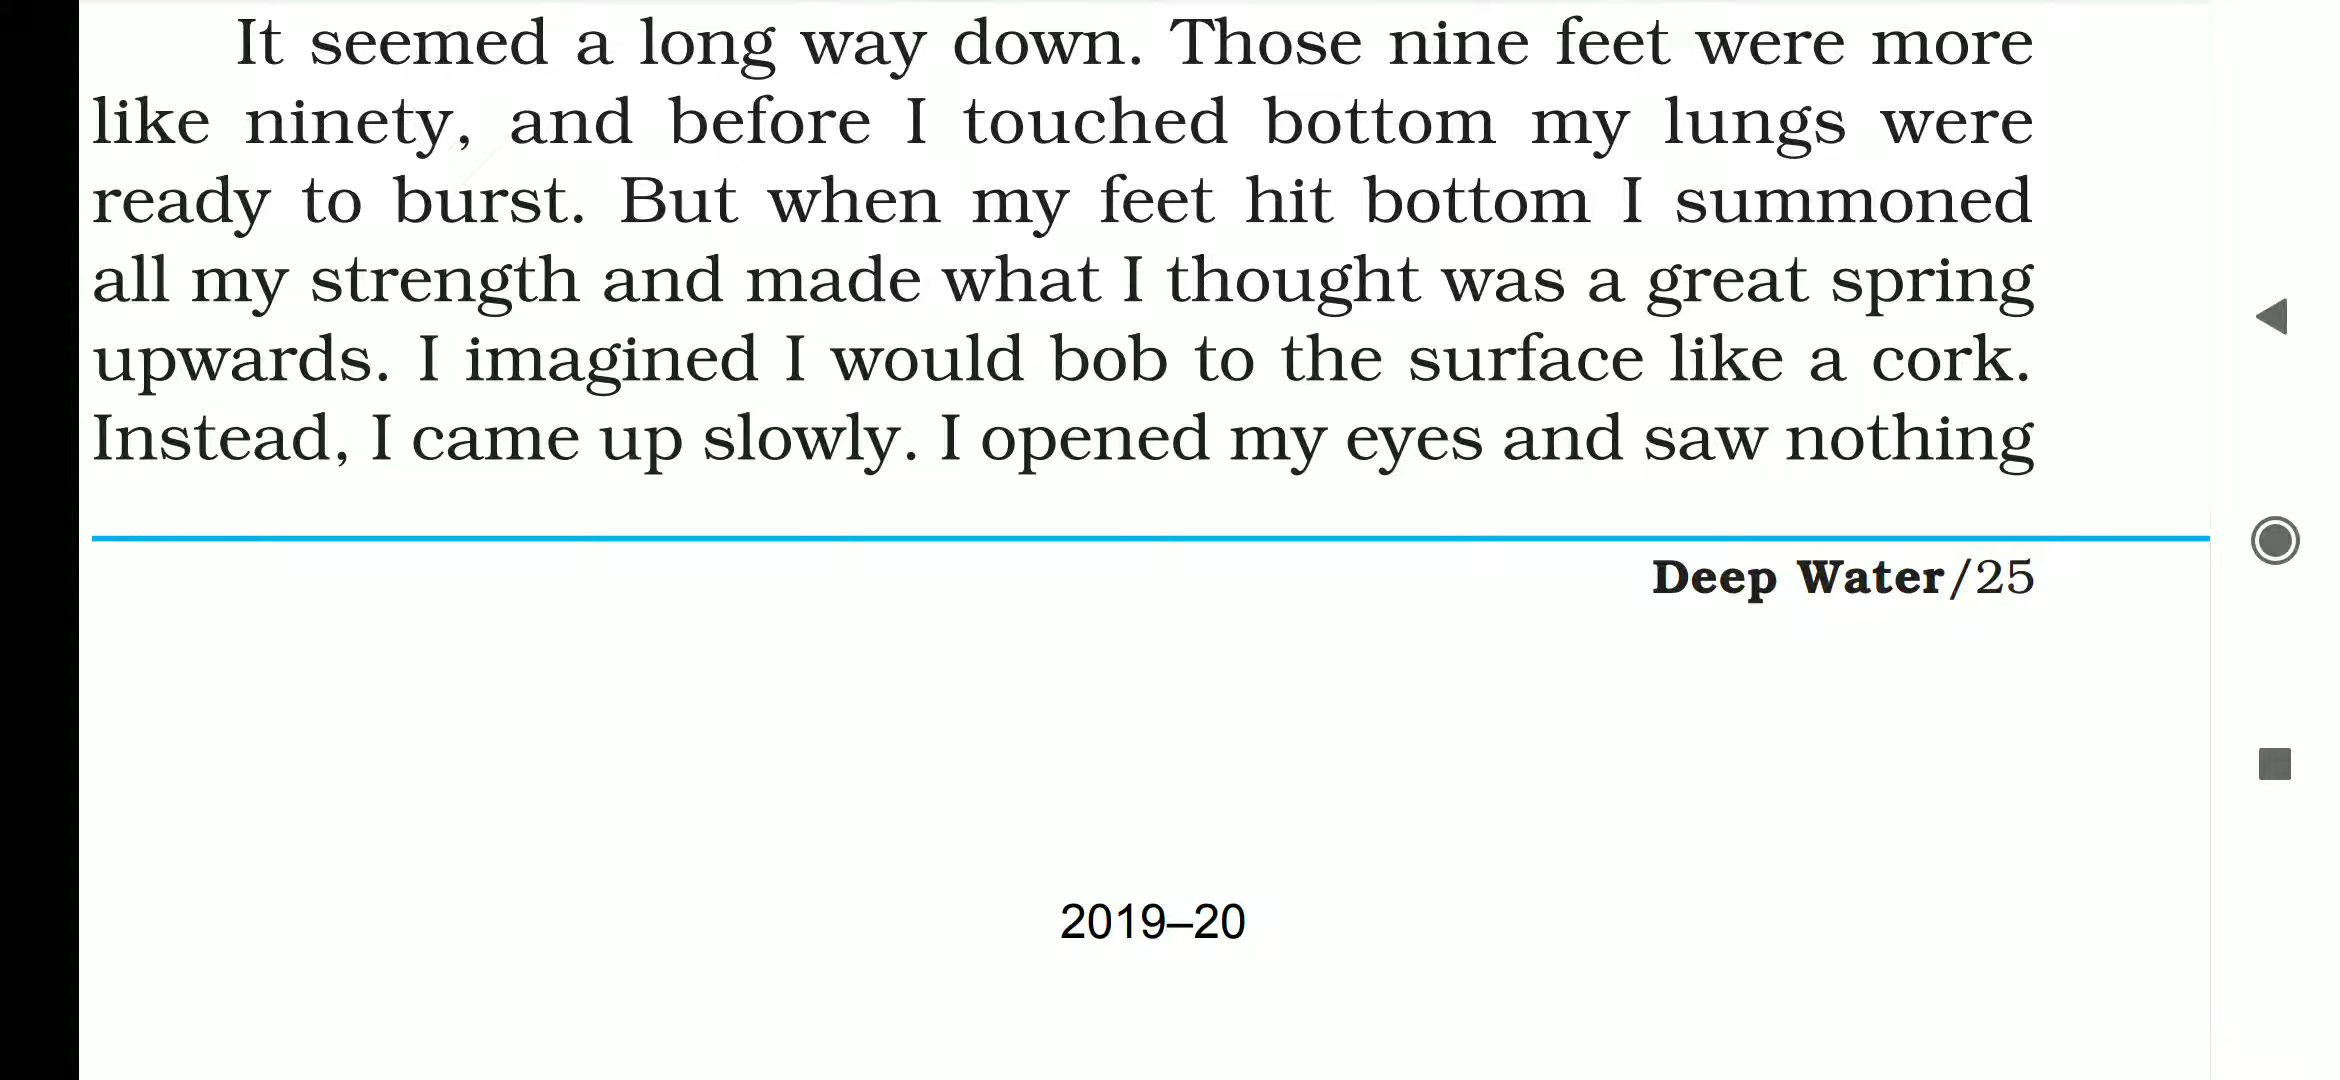 It seemed a long way down. Those nine feet were more
like ninety, and before I touched bottom my lungs were
ready to burst. But when my feet hit bottom I summoned
all my strength and made what I thought was a great spring
upwards. I imagined I would bob to the surface like a cork.
Instead, I came up slowly. I opened my eyes and saw nothing
Deep Water/25
2019–20